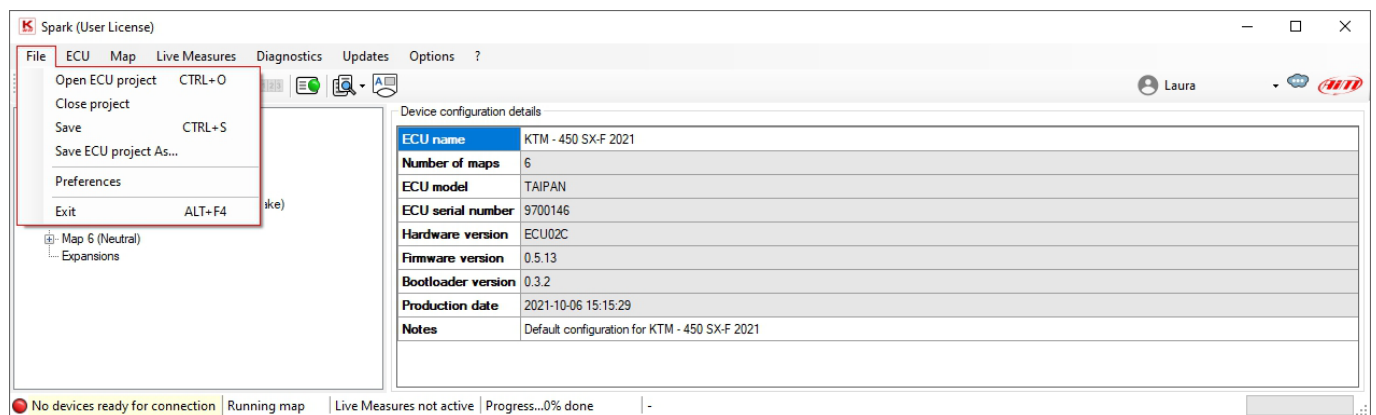 Spark (User License)
File ECU Map Live Measures Diagnostics Updates Options ?
Open ECU project CTRL+O
Close project
Save CTRL+S
Save ECU project As...
Preferences
Exit ALT+F4
Laura
Map 6 (Neutral)
Expansions
Device configuration details
ECU name KTM - 450 SX-F 2021
Number of maps 6
ECU model TAIPAN
ECU serial number 9700146
Hardware version ECU02C
Firmware version 0.5.13
Bootloader version 0.3.2
Production date 2021-10-06 15:15:29
Notes Default configuration for KTM - 450 SX-F 2021
No devices ready for connection Running map Live Measures not active Progress...0% done -